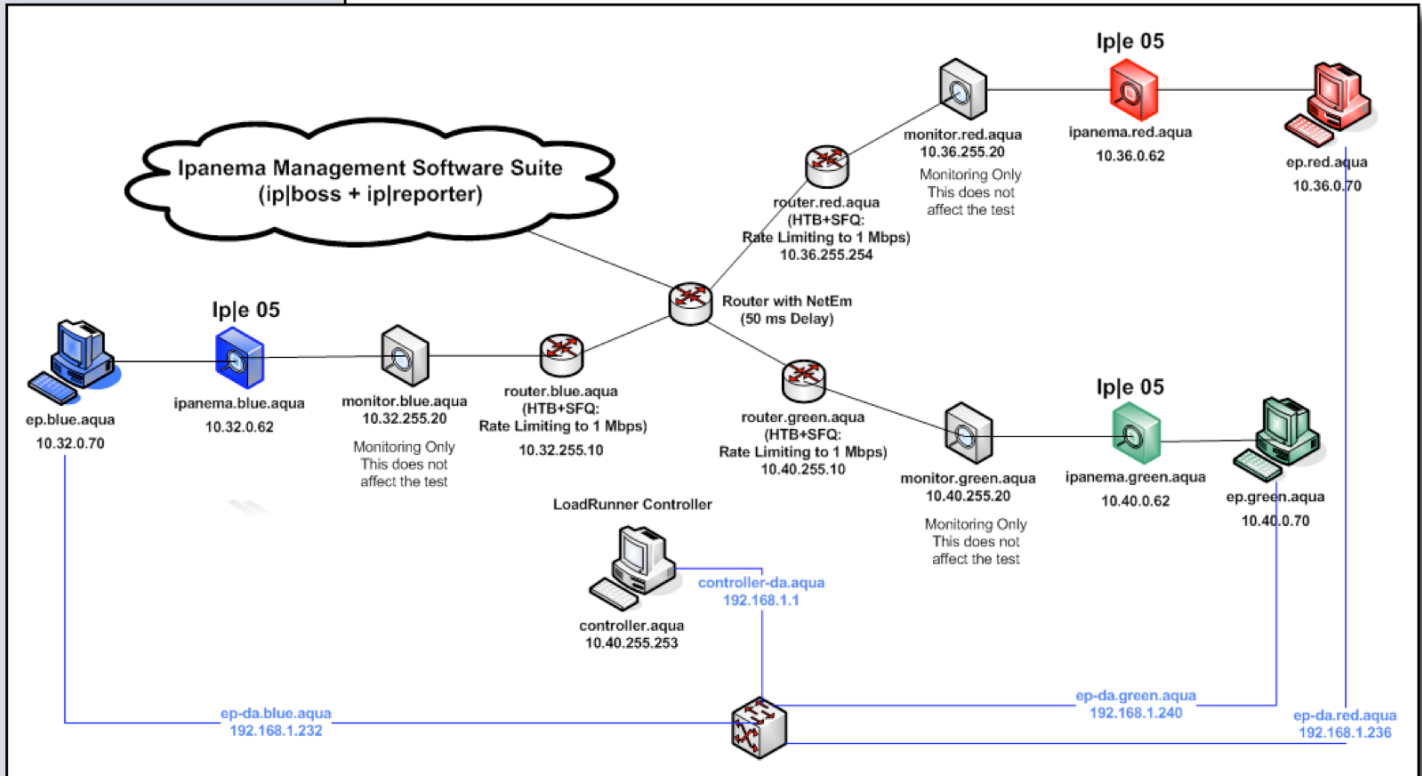 Ipanema Management Software Suite
(ip|boss + ip|reporter)
Ip|e 05
monitor.red.aqua
10.36.255.20
Monitoring Only
This does not
affect the test
ipanema.red.aqua
10.36.0.62
ep.red.aqua
10.36.0.70
router.red.aqua
(HTB+SFQ:
Rate Limiting to 1 Mbps)
10.36.255.254
Router with NetEm
(50 ms Delay)
Ip|e 05
ep.blue.aqua
10.32.0.70
ipanema.blue.aqua
10.32.0.62
monitor.blue.aqua
10.32.255.20
Monitoring Only
This does not
affect the test
router.blue.aqua
(HTB+SFQ:
Rate Limiting to 1 Mbps)
10.32.255.10
router.green.aqua
(HTB+SFQ:
Rate Limiting to 1 Mbps)
10.40.255.10
Ip|e 05
monitor.green.aqua
10.40.255.20
Monitoring Only
This does not
affect the test
ipanema.green.aqua
10.40.0.62
ep.green.aqua
10.40.0.70
LoadRunner Controller
controller.aqua
10.40.255.253
controller-da.aqua
192.168.1.1
ep-da.blue.aqua
192.168.1.232
ep-da.green.aqua
192.168.1.240
ep-da.red.aqua
192.168.1.236